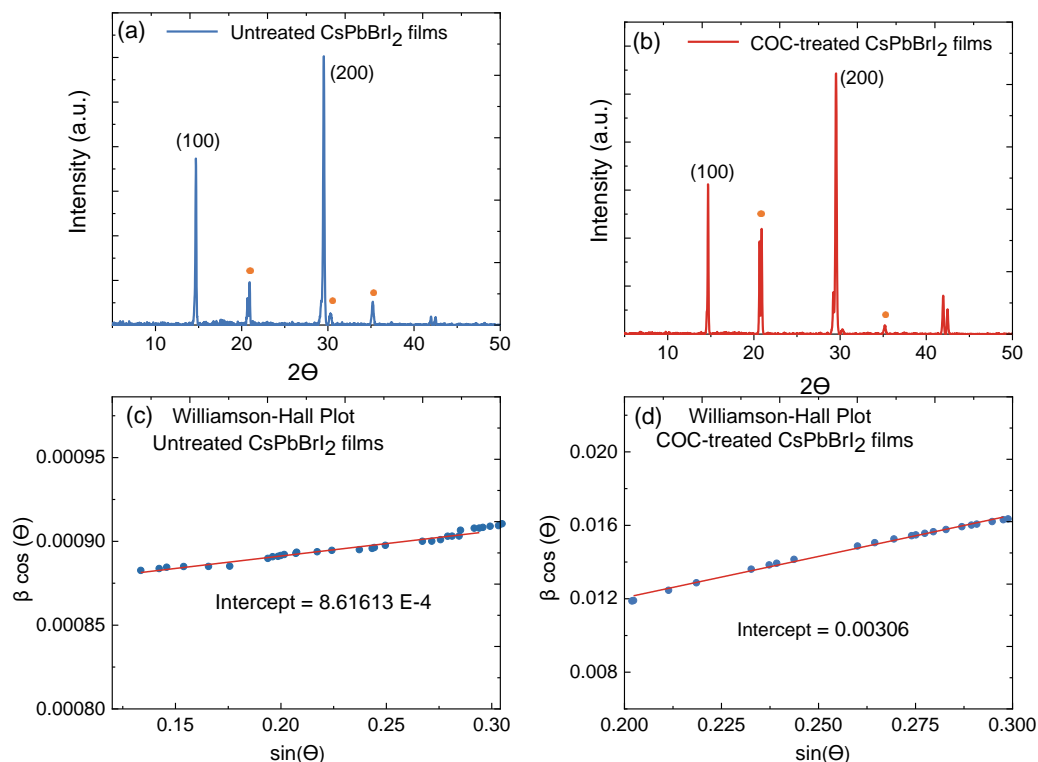 (a) Untreated CsPbBrI2 films
(200)
(100)
Intensity (a.u.)
10 20 30 40 50
2ϴ
(b) COC-treated CsPbBrI2 films
(200)
(100)
Intensity (a.u.)
10 20 30 40 50
2ϴ
(c) Williamson-Hall Plot
Untreated CsPbBrI2 films
0.00095
0.00090
0.00085
0.00080
β cos (ϴ)
Intercept = 8.61613 E-4
0.15 0.20 0.25 0.30
sin(ϴ)
(d) Williamson-Hall Plot
COC-treated CsPbBrI2 films
0.020
0.016
0.012
0.008
β cos (ϴ)
Intercept = 0.00306
0.200 0.225 0.250 0.275 0.300
sin(ϴ)